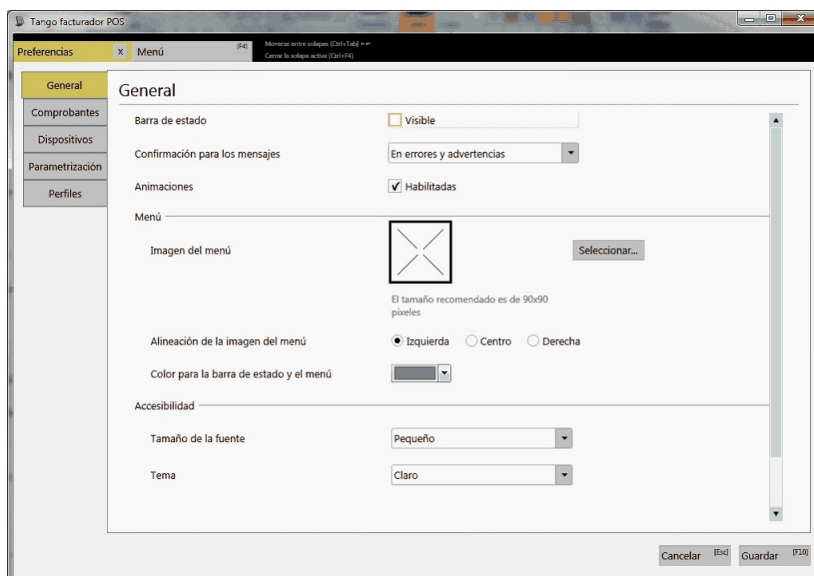 Tango facturador POS
Preferencias x Menú [F4] Moverse entre solapas [Ctrl+Tab]
Cerrar la solapa activa [Ctrl+F4]
General
Comprobantes
Dispositivos
Parametrización
Perfiles
General
Barra de estado Visible
Confirmación para los mensajes En errores y advertencias
Animaciones Habilitadas
Menú
Imagen del menú Seleccionar...
El tamaño recomendado es de 90x90
pixeles
Alineación de la imagen del menú Izquierda Centro Derecha
Color para la barra de estado y el menú
Accesibilidad
Tamaño de la fuente Pequeño
Tema Claro
Cancelar [Esc] Guardar [F10]